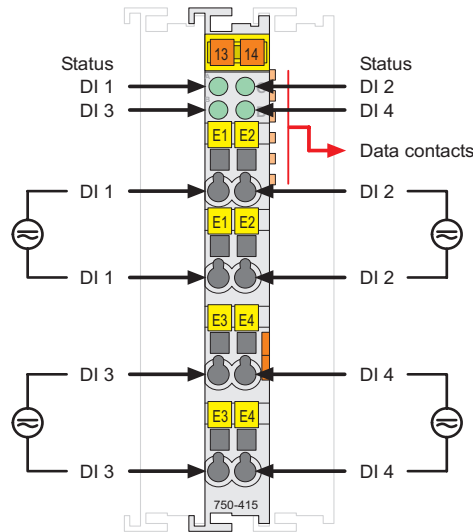 13 14
Status Status
DI 1 DI 2
DI 3 DI 4
E1 E2
Data contacts
DI 1 DI 2
E1 E2
DI 1 DI 2
E3 E4
DI 3 DI 4
E3 E4
DI 3 DI 4
750-415